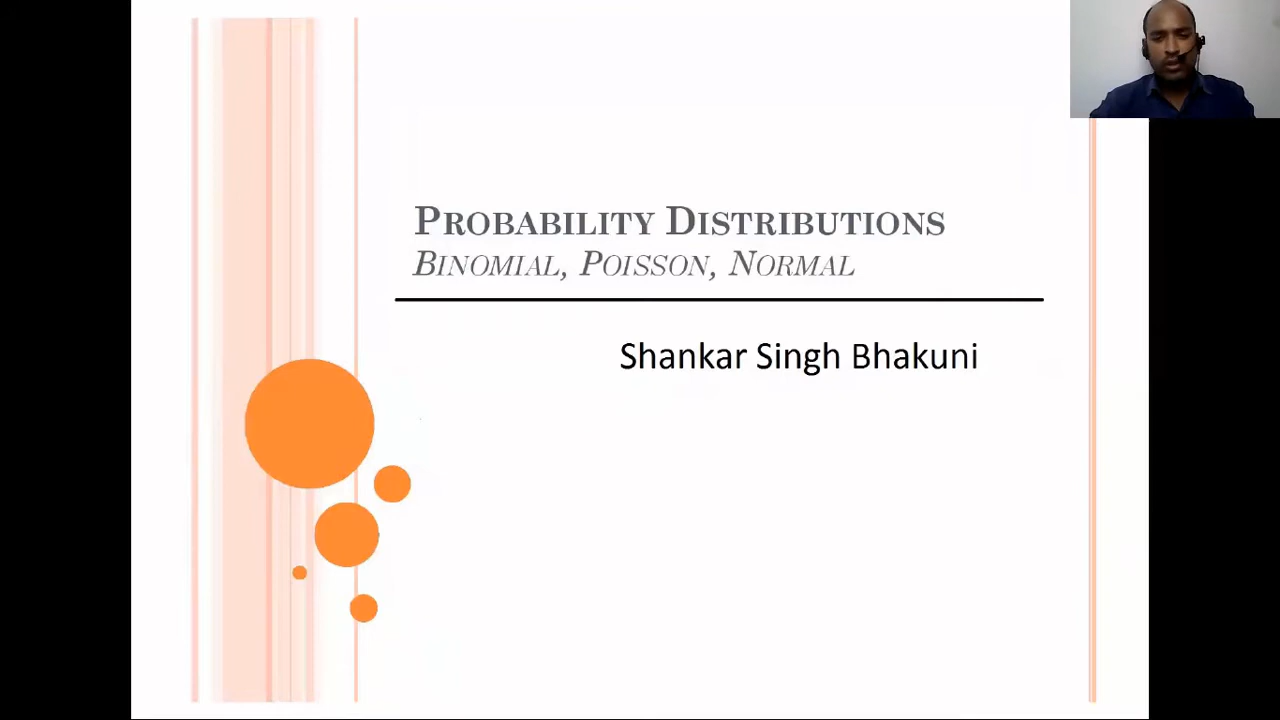 PROBABILITY DISTRIBUTIONS
BINOMIAL, POISSON, NORMAL
Shankar Singh Bhakuni